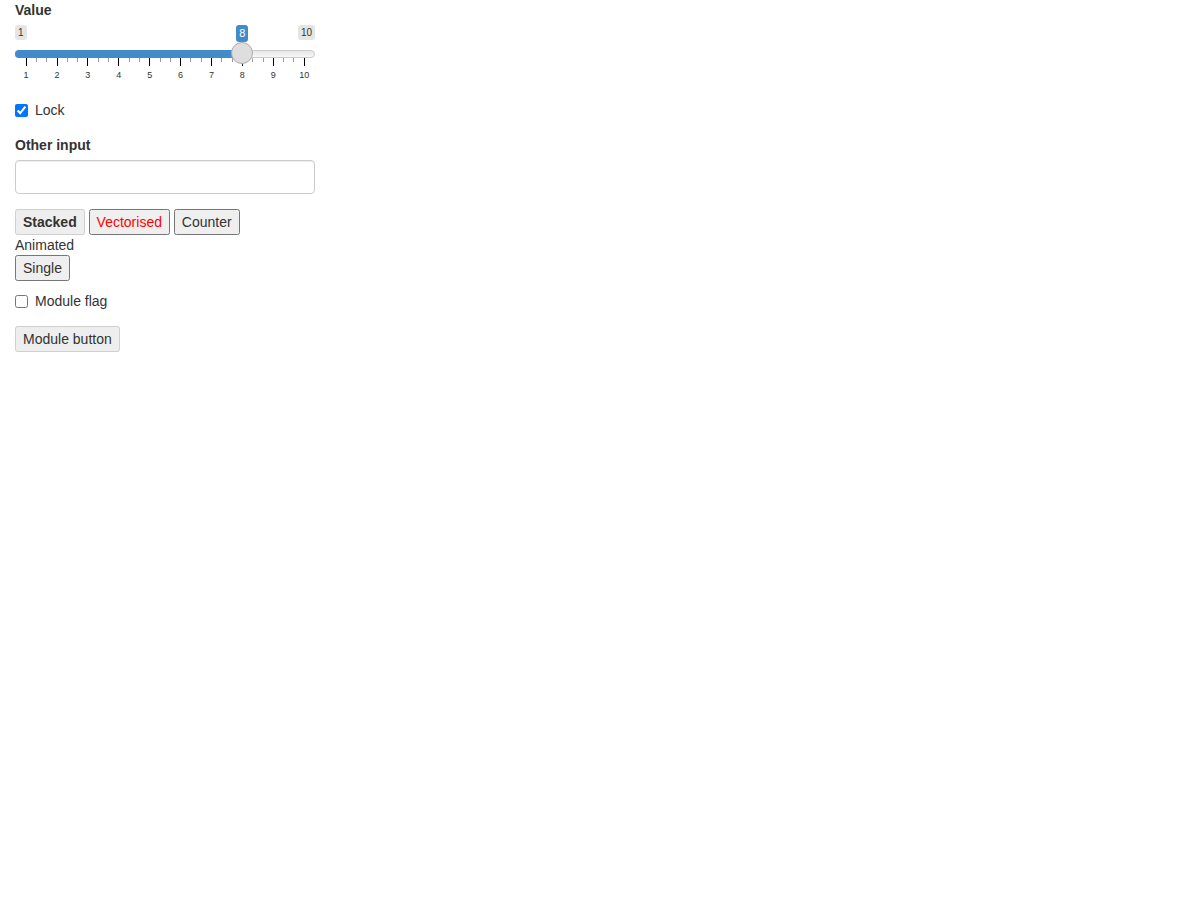 Value
1 8 10
1 2 3 4 5 6 7 8 9 10
Lock
Other input
Stacked Vectorised Counter
Animated
Single
Module flag
Module button